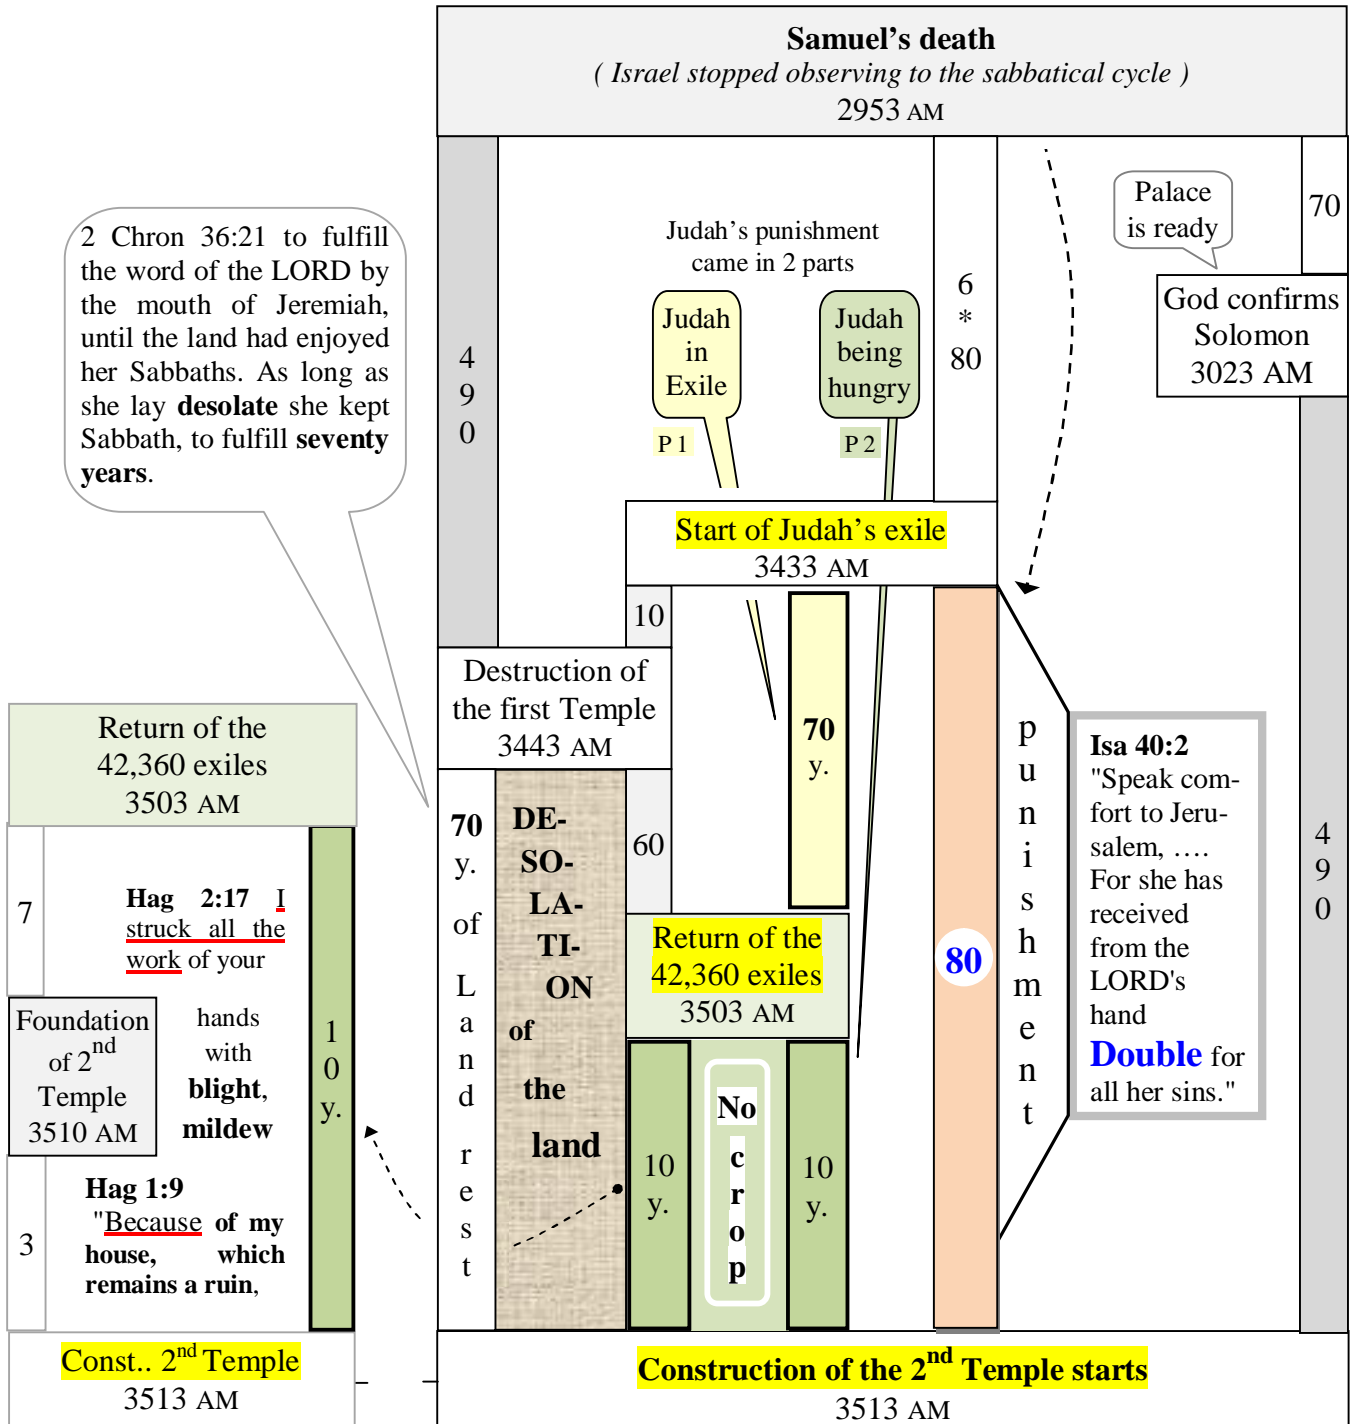 Samuel’s death
( Israel stopped observing to the sabbatical cycle )
2953 AM
2 Chron 36:21 to fulfill
the word of the LORD by
the mouth of Jeremiah,
until the land had enjoyed
her Sabbaths. As long as
she lay desolate she kept
Sabbath, to fulfill seventy
years.
4
9
0
Judah’s punishment
came in 2 parts
Judah
in
Exile
P 1
Judah
being
hungry
P 2
6
*
80
Palace
is ready
70
God confirms
Solomon
3023 AM
Start of Judah’s exile
3433 AM
10
Destruction of
the first Temple
3443 AM
70
y.
Return of the
42,360 exiles
3503 AM
7
Hag 2:17 I
struck all the
work of your
hands
with
blight,
mildew
Foundation
of 2nd
Temple
3510 AM
3
Hag 1:9
"Because of my
house, which
remains a ruin,
1
0
y.
Const.. 2nd Temple
3513 AM
70
y.
of
L
a
n
d
r
e
s
t
DE-
SO-
LA-
TI-
ON
of
the
land
60
Return of the
42,360 exiles
3503 AM
10
y.
No
c
r
o
p
10
y.
80
p
u
n
i
s
h
m
e
n
t
Isa 40:2
"Speak com-
fort to Jeru-
salem, ….
For she has
received
from the
LORD's
hand
Double for
all her sins."
4
9
0
Construction of the 2nd Temple starts
3513 AM